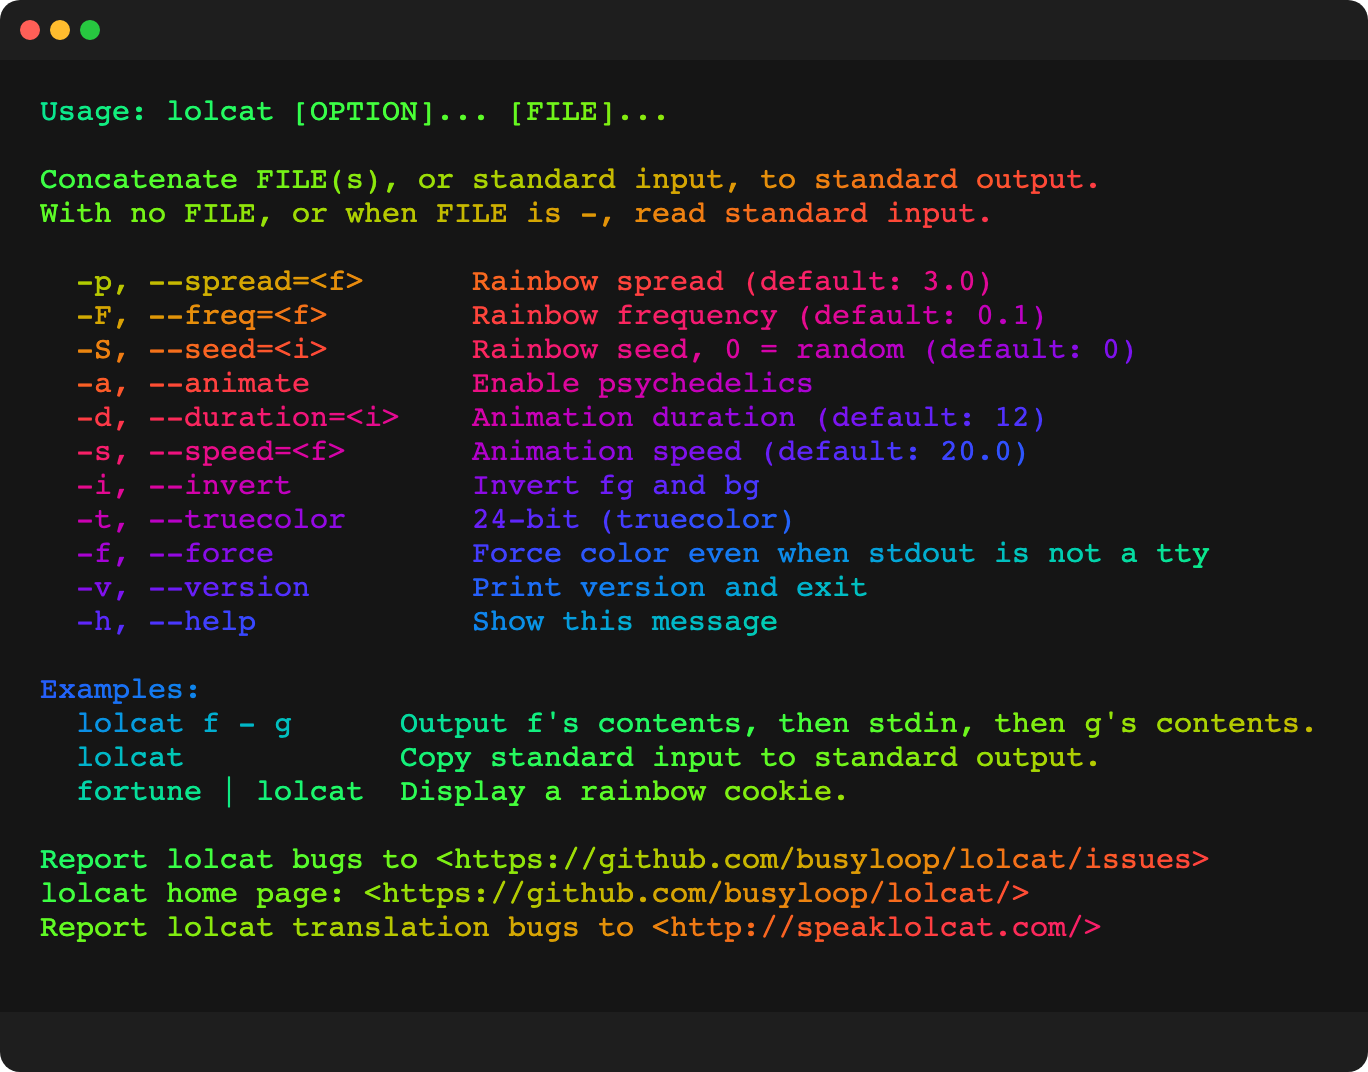 Usage: lolcat [OPTION]... [FILE]...

Concatenate FILE(s), or standard input, to standard output.
With no FILE, or when FILE is -, read standard input.

  -p, --spread=<f>      Rainbow spread (default: 3.0)
  -F, --freq=<f>        Rainbow frequency (default: 0.1)
  -S, --seed=<i>        Rainbow seed, 0 = random (default: 0)
  -a, --animate         Enable psychedelics
  -d, --duration=<i>    Animation duration (default: 12)
  -s, --speed=<f>       Animation speed (default: 20.0)
  -i, --invert          Invert fg and bg
  -t, --truecolor       24-bit (truecolor)
  -f, --force           Force color even when stdout is not a tty
  -v, --version         Print version and exit
  -h, --help            Show this message

Examples:
  lolcat f - g      Output f's contents, then stdin, then g's contents.
  lolcat            Copy standard input to standard output.
  fortune | lolcat  Display a rainbow cookie.

Report lolcat bugs to <https://github.com/busyloop/lolcat/issues>
lolcat home page: <https://github.com/busyloop/lolcat/>
Report lolcat translation bugs to <http://speaklolcat.com/>